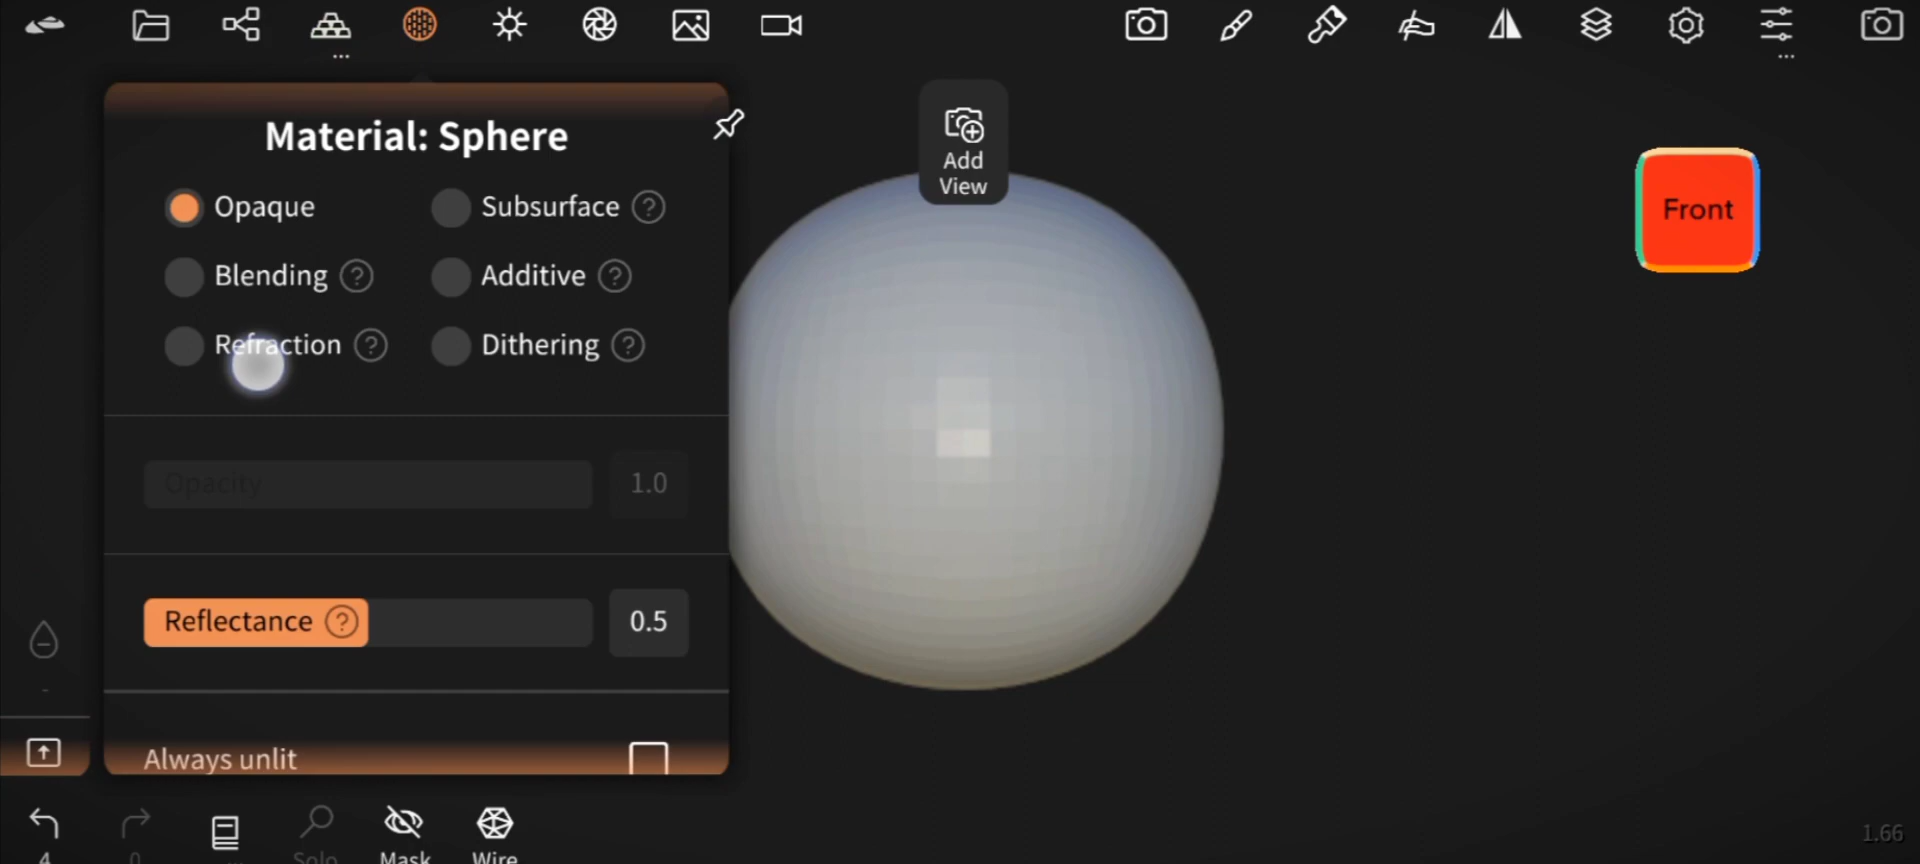 Material: Sphere
Opaque
Subsurface ?
Blending ?
Additive ?
Refraction ?
Dithering ?
Opacity
1.0
Reflectance ?
0.5
Always unlit
Add
View
Front
4
0
Solo
Mask
Wire
1.66